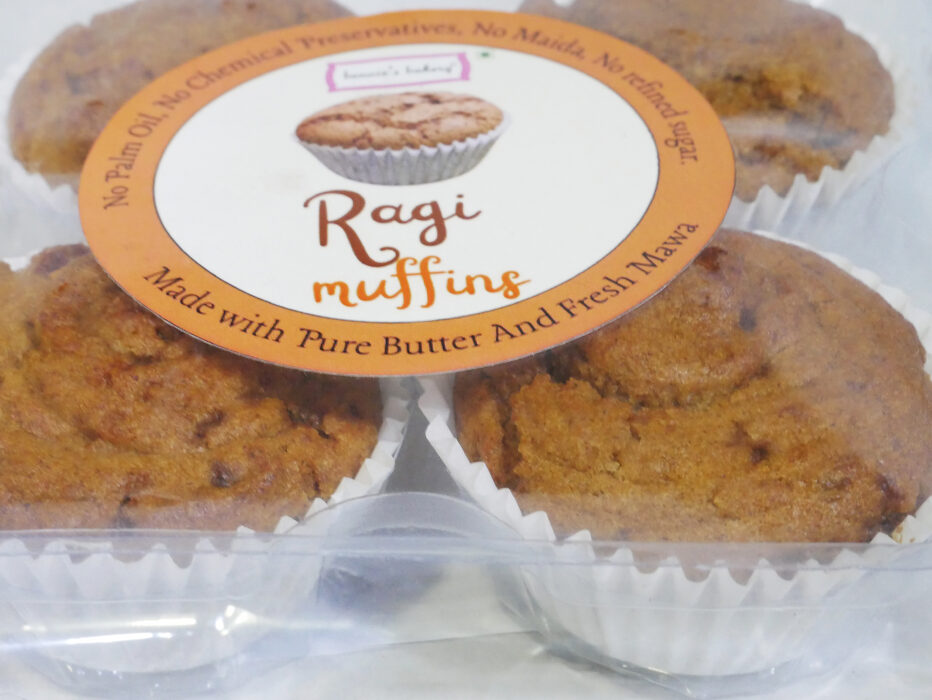 No Palm Oil, No Chemical Preservatives, No Maida, No refined sugar.
bakery
Ragi
muffins
Made with Pure Butter And Fresh Mawa